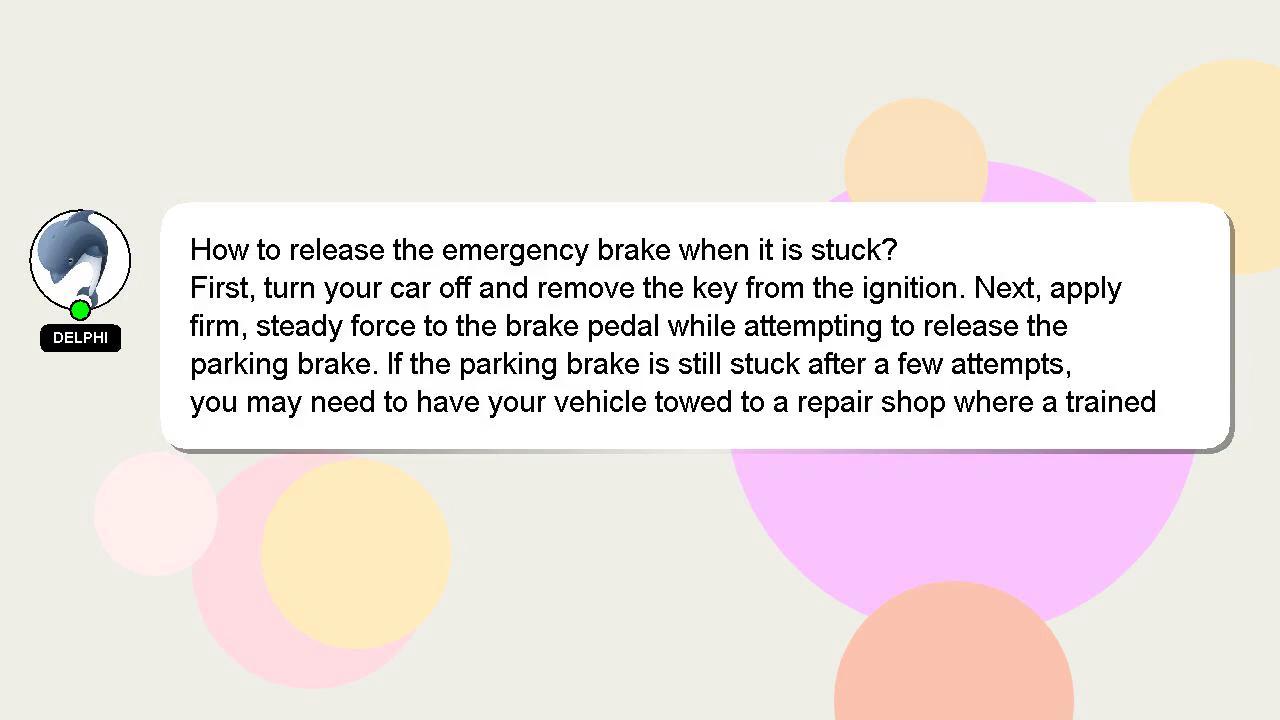 How to release the emergency brake when it is stuck?
First, turn your car off and remove the key from the ignition. Next, apply
firm, steady force to the brake pedal while attempting to release the
parking brake. If the parking brake is still stuck after a few attempts,
you may need to have your vehicle towed to a repair shop where a trained
DELPHI